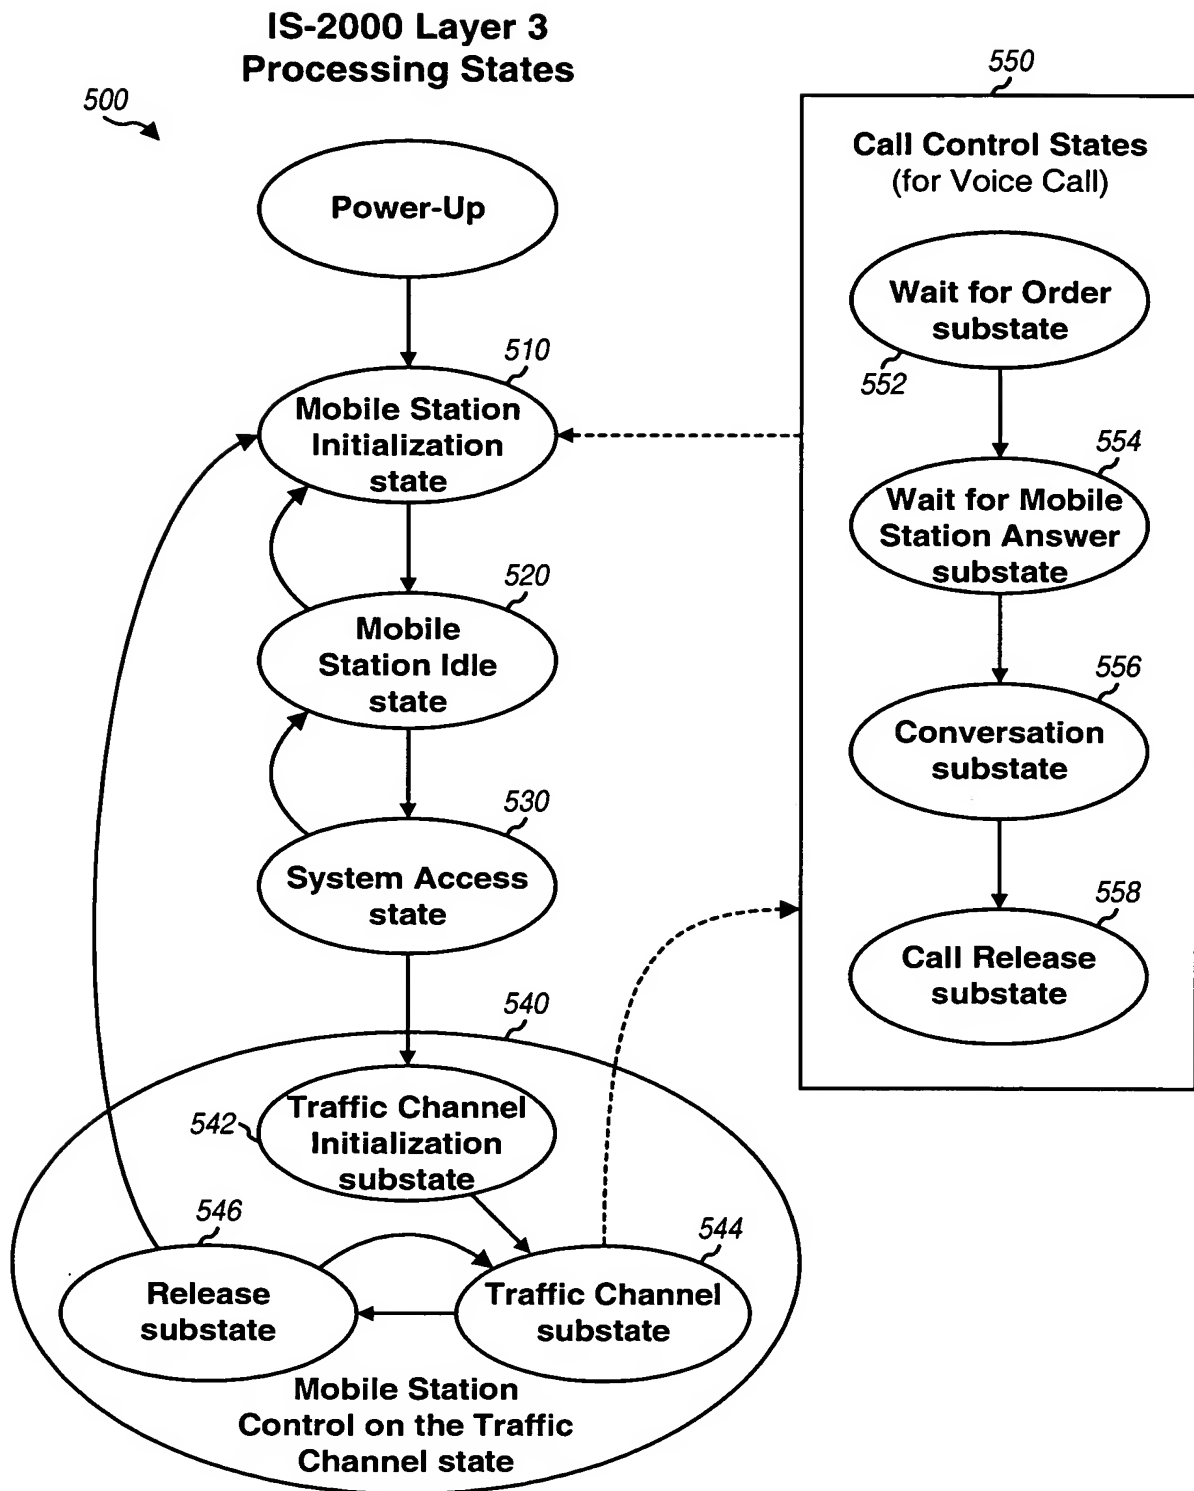 IS-2000 Layer 3
Processing States
500
Power-Up
510
Mobile Station
Initialization
state
520
Mobile
Station Idle
state
530
System Access
state
540
542
Traffic Channel
Initialization
substate
546
Release
substate
544
Traffic Channel
substate
Mobile Station
Control on the Traffic
Channel state
550
Call Control States
(for Voice Call)
Wait for Order
substate
552
554
Wait for Mobile
Station Answer
substate
556
Conversation
substate
558
Call Release
substate